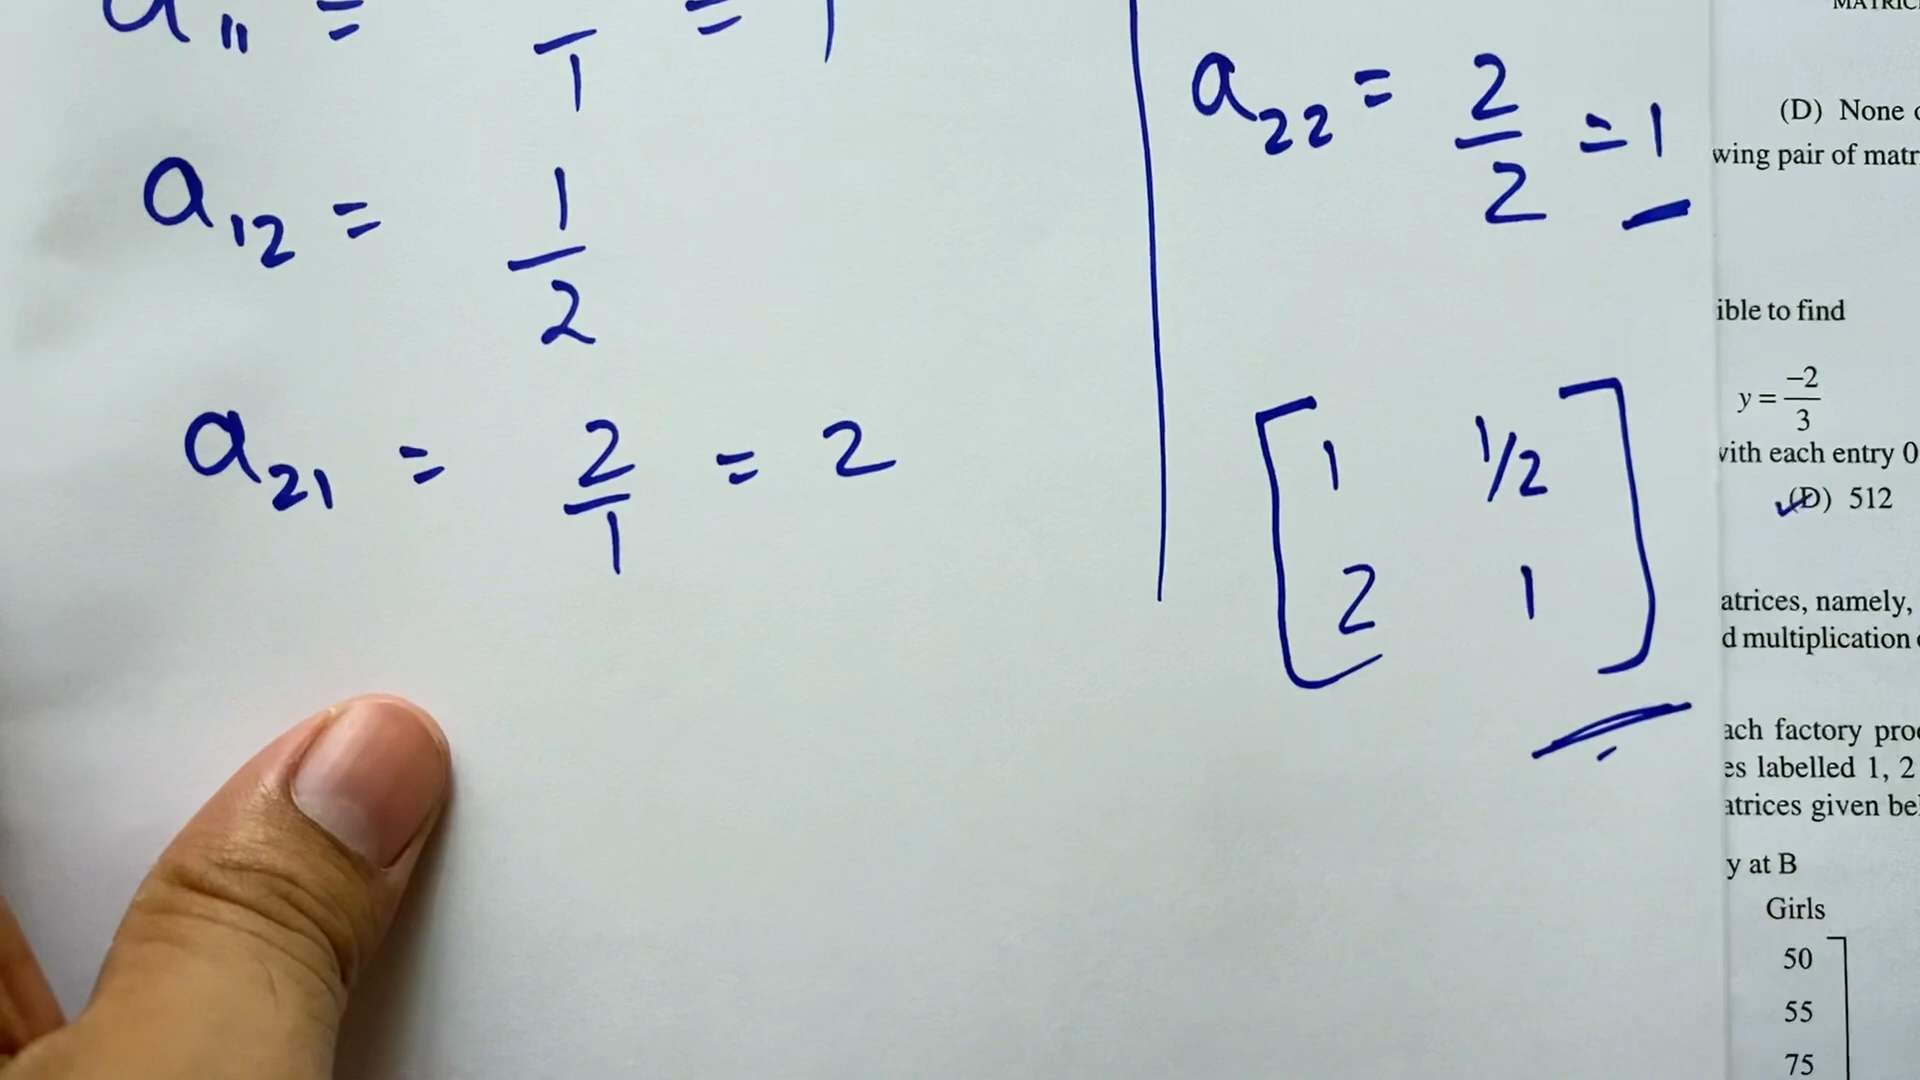 a₁₁ = /1 = 1
a₁₂ = 1/2
a₂₁ = 2/1 = 2
a₂₂ = 2/2 = 1
[1 1/2
2 1]
(D) None
wing pair of matr
ible to find
y = -2/3
with each entry 0
(D) 512
atrices, namely,
d multiplication
ach factory pro
es labelled 1, 2
atrices given be
y at B
Girls
50
55
75